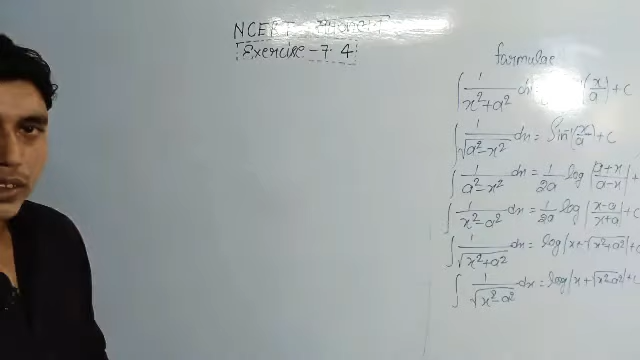 NCERT
Exercise - 7.4
formulae
∫ 1/(x²+a²) dx = (x/a) + c
∫ 1/√(a²-x²) dx = Sin⁻¹(x/a) + c
∫ 1/(a²-x²) dx = 1/2a log |(a+x)/(a-x)| +
∫ 1/(x²-a²) dx = 1/2a log |(x-a)/(x+a)| + c
∫ 1/√(x²+a²) dx = log |x+√(x²+a²)| + c
∫ 1/√(x²-a²) dx = log |x+√(x²-a²)| + c